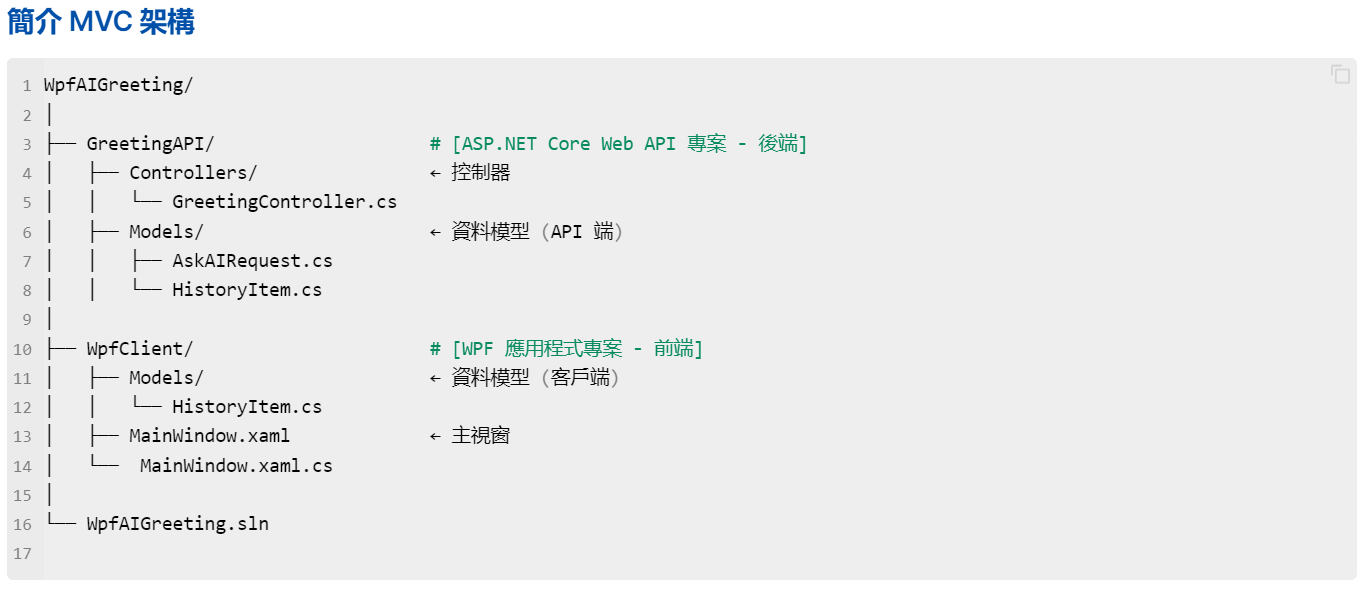 簡介 MVC 架構
1 WpfAIGreeting/
2 │
3 ├── GreetingAPI/                    # [ASP.NET Core Web API 專案 - 後端]
4 │   ├── Controllers/                ← 控制器
5 │   │   └── GreetingController.cs
6 │   ├── Models/                     ← 資料模型（API 端）
7 │   │   ├── AskAIRequest.cs
8 │   │   └── HistoryItem.cs
9 │
10 ├── WpfClient/                      # [WPF 應用程式專案 - 前端]
11 │   ├── Models/                     ← 資料模型（客戶端）
12 │   │   └── HistoryItem.cs
13 │   ├── MainWindow.xaml             ← 主視窗
14 │   └──  MainWindow.xaml.cs
15 │
16 └── WpfAIGreeting.sln
17